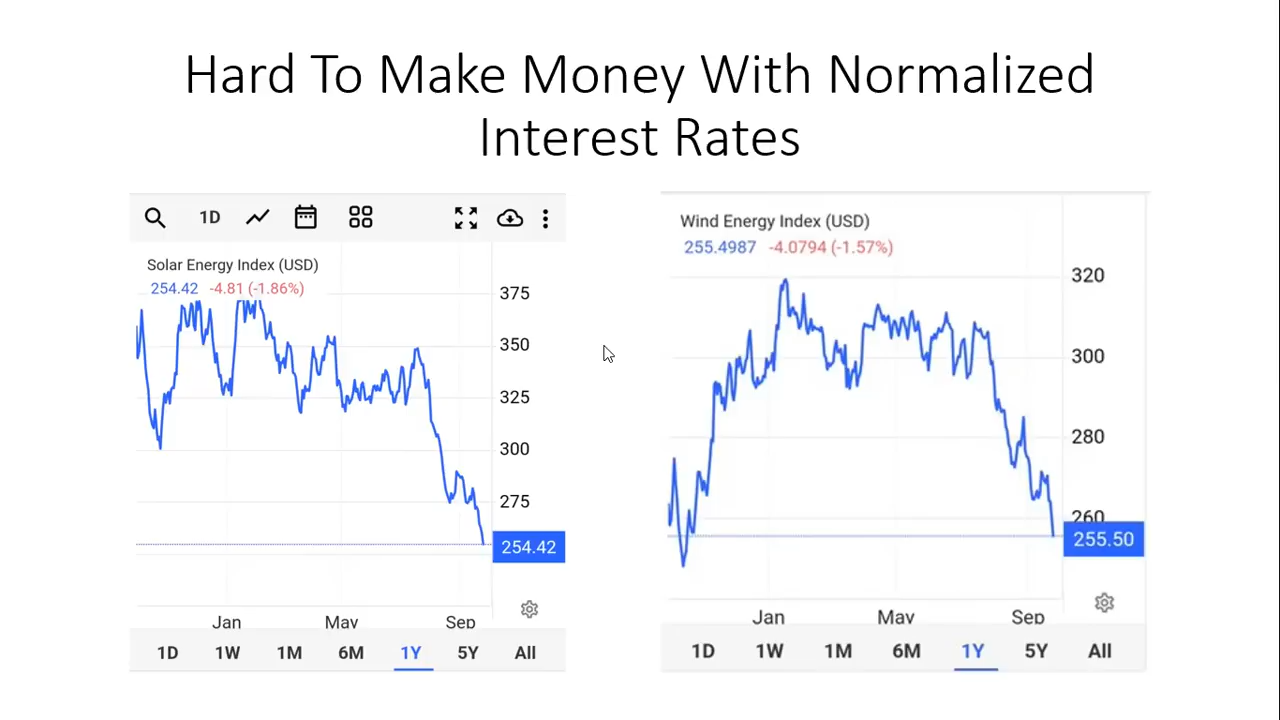 Hard To Make Money With Normalized
Interest Rates
1D
Solar Energy Index (USD)
254.42 -4.81 (-1.86%)
375
350
325
300
275
254.42
Jan May Sep
1D 1W 1M 6M 1Y 5Y All
Wind Energy Index (USD)
255.4987 -4.0794 (-1.57%)
320
300
280
260
255.50
Jan May Sep
1D 1W 1M 6M 1Y 5Y All